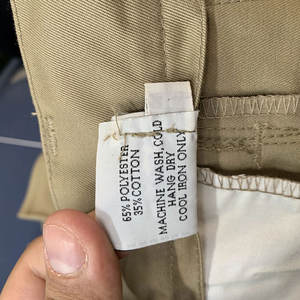 65% POLYESTER
35% COTTON
MACHINE WASH, COLD
HANG DRY
COOL IRON ONLY